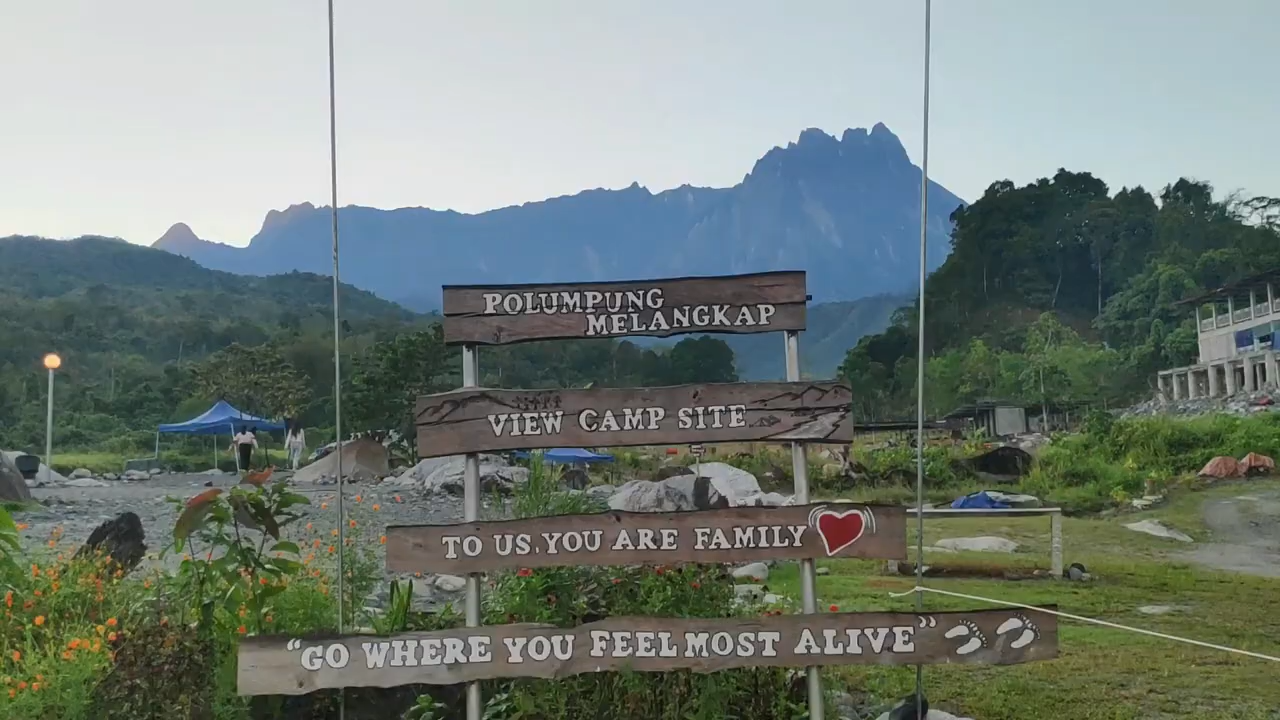 POLUMPUNG
MELANGKAP
VIEW CAMP SITE
TO US, YOU ARE FAMILY
“GO WHERE YOU FEEL MOST ALIVE”